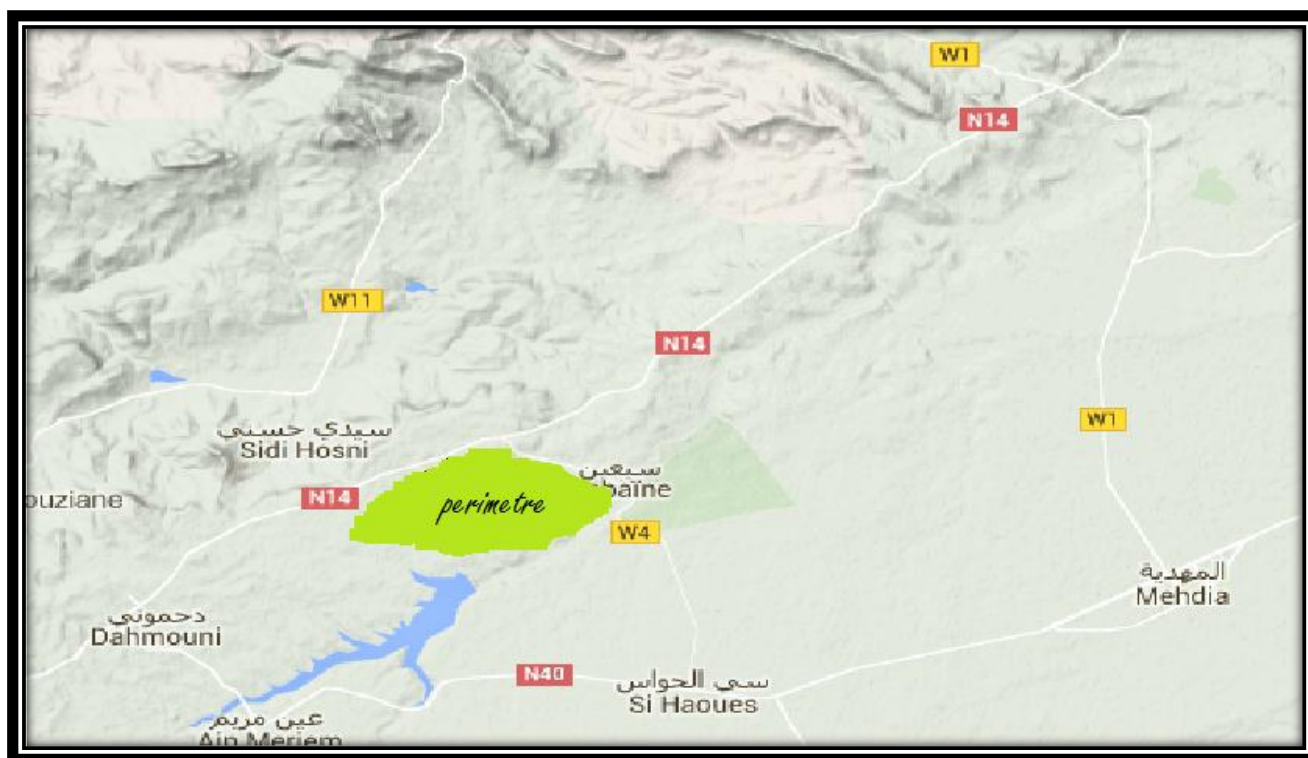 W1
N14
W11
N14
W1
سيدي حسني
Sidi Hosni
سبعين
N14
perimetre
W4
المهدية
Mehdia
دحموني
Dahmouni
N40
سي الحواس
Si Haoues
عين مريم
Ain Meriem